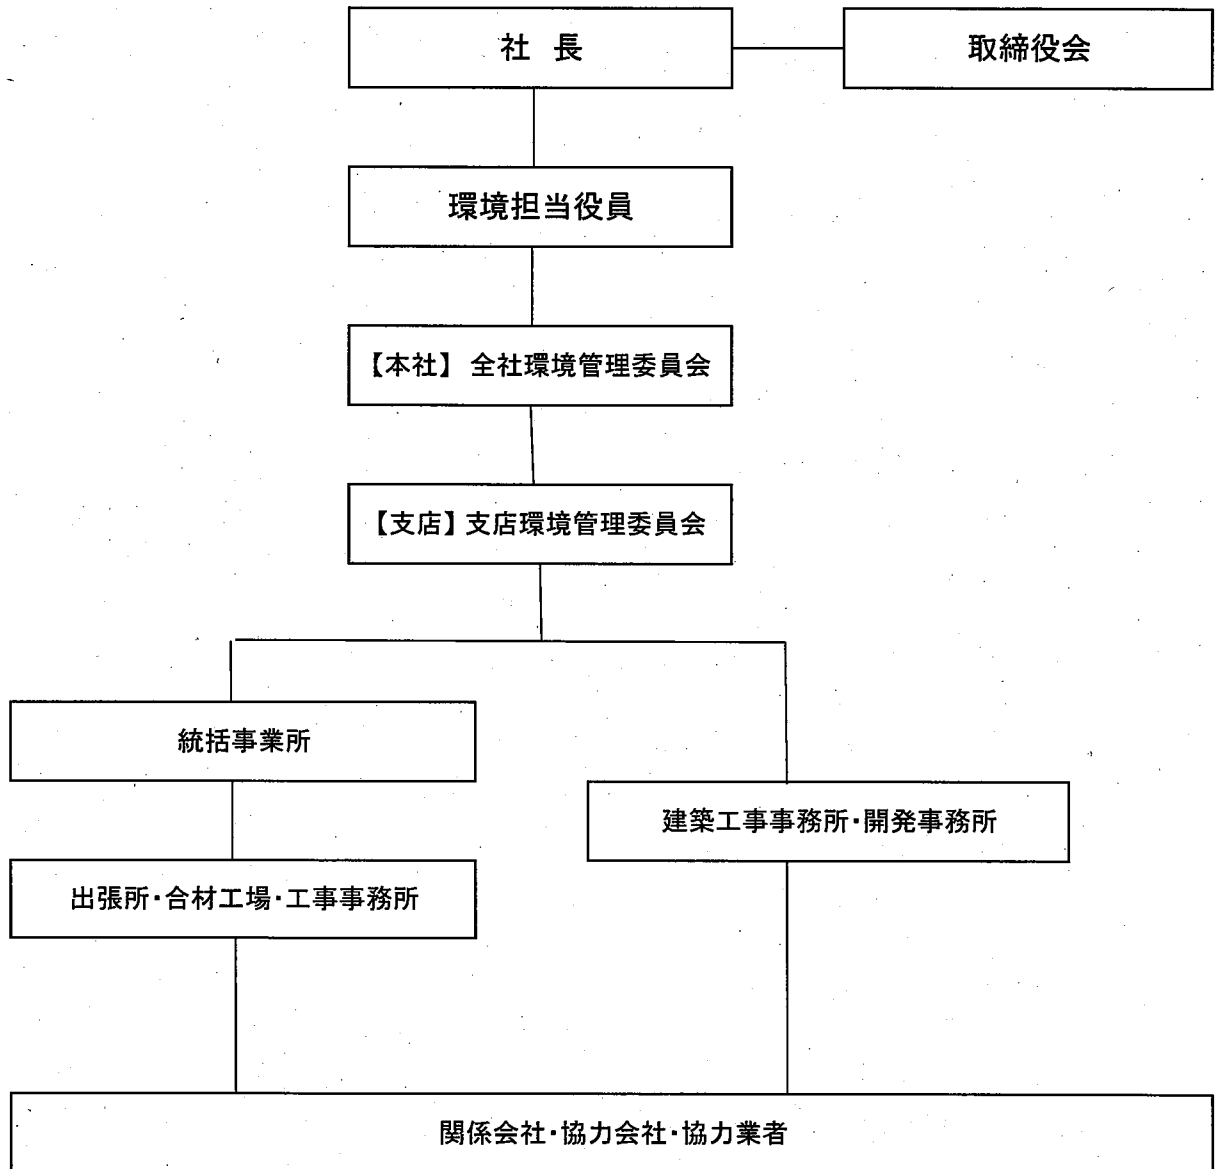 社 長
取締役会
環境担当役員
【本社】 全社環境管理委員会
【支店】支店環境管理委員会
統括事業所
建築工事事務所・開発事務所
出張所・合材工場・工事事務所
関係会社・協力会社・協力業者